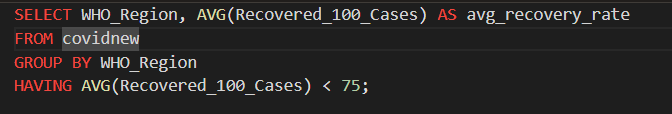 SELECT WHO_Region, AVG(Recovered_100_Cases) AS avg_recovery_rate
FROM covidnew
GROUP BY WHO_Region
HAVING AVG(Recovered_100_Cases) < 75;